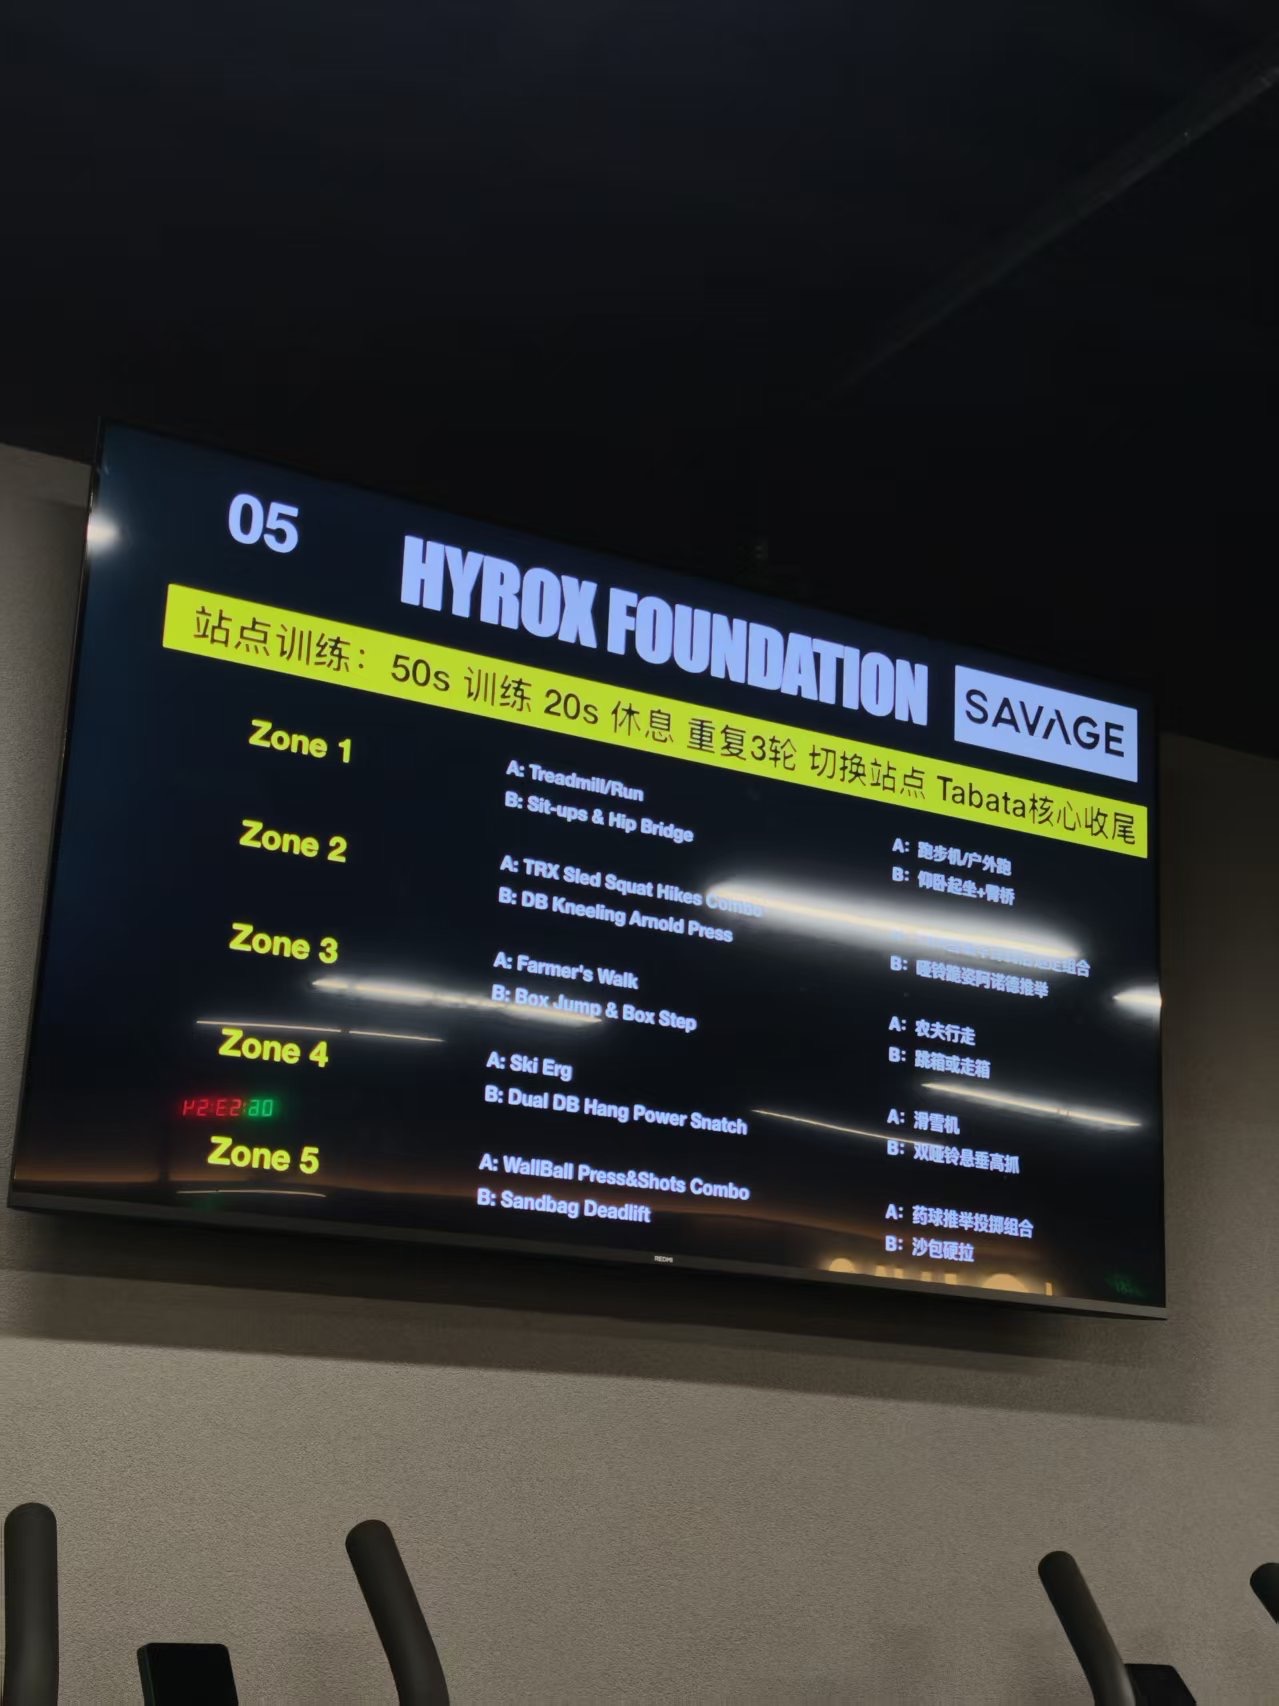 05
HYROX FOUNDATION
SAVAGE
站点训练：50s 训练 20s 休息 重复3轮 切换站点 Tabata核心收尾
Zone 1
A: Treadmill/Run
B: Sit-ups & Hip Bridge
A: 跑步机/户外跑
B: 仰卧起坐+臀桥
Zone 2
A: TRX Sled Squat Hikes Combo
B: DB Kneeling Arnold Press
组合
B: 哑铃跪姿阿诺德推举
Zone 3
A: Farmer's Walk
B: Box Jump & Box Step
A: 农夫行走
B: 跳箱或走箱
Zone 4
A: Ski Erg
B: Dual DB Hang Power Snatch
A: 滑雪机
B: 双哑铃悬垂高抓
Zone 5
A: WallBall Press&Shots Combo
B: Sandbag Deadlift
A: 药球推举投掷组合
B: 沙包硬拉
REDMI